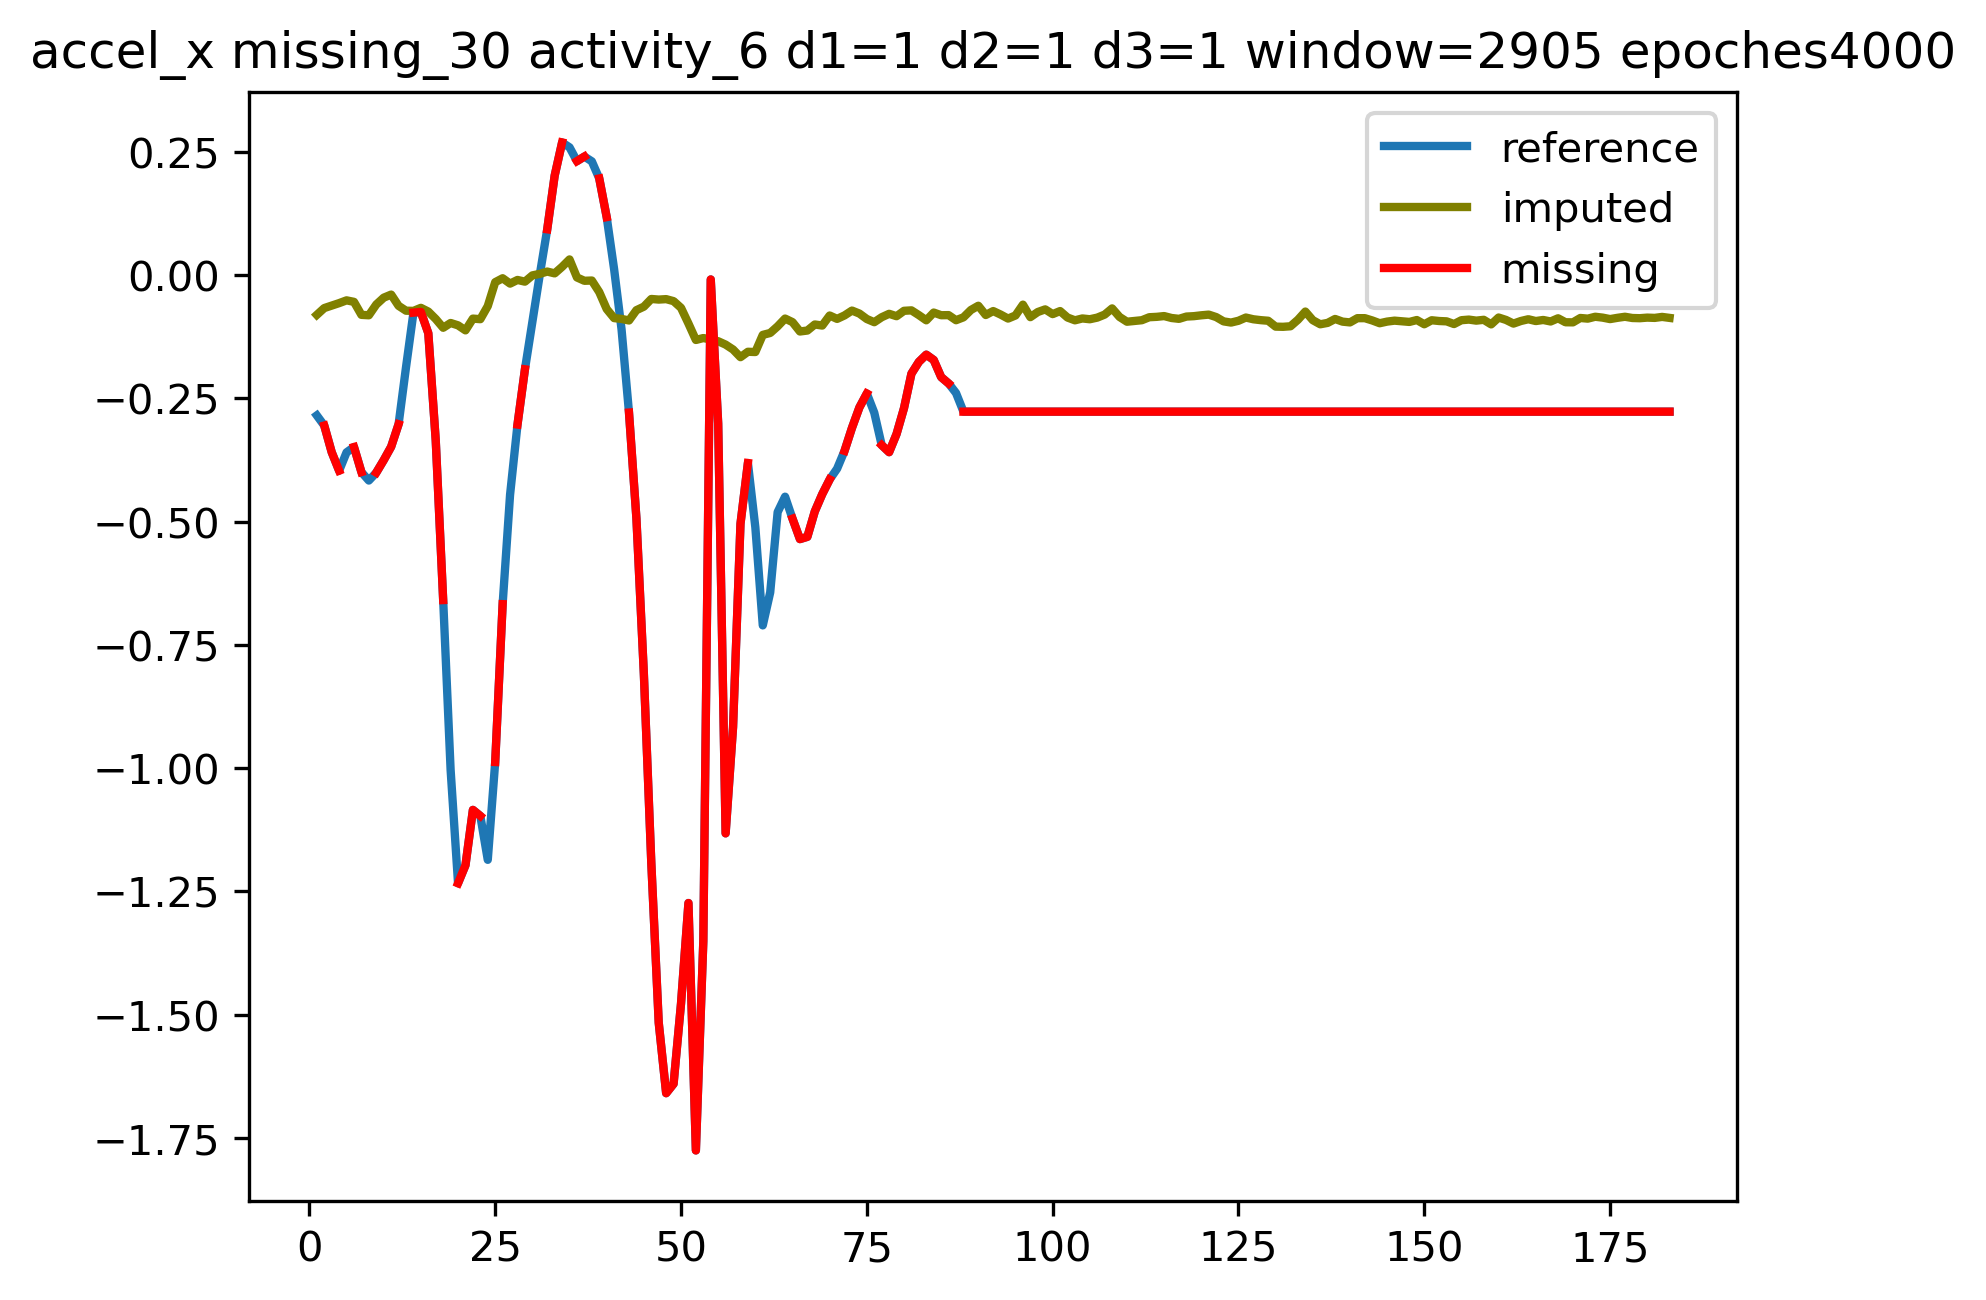 accel_x missing_30 activity_6 d1=1 d2=1 d3=1 window=2905 epoches4000
reference
imputed
missing
0.25
0.00
−0.25
−0.50
−0.75
−1.00
−1.25
−1.50
−1.75
0 25 50 75 100 125 150 175